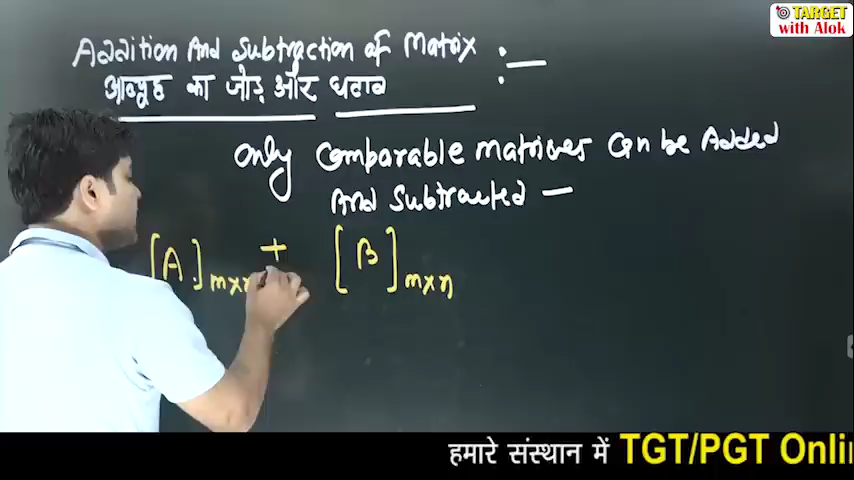 TARGET
with Alok
Addition And Subtraction of Matrix :-
आव्यूह का जोड़ और घटाव
Only Comparable matrices Can be Added
And Subtracted -
[A]m×n + [B]m×n
हमारे संस्थान में TGT/PGT Onli